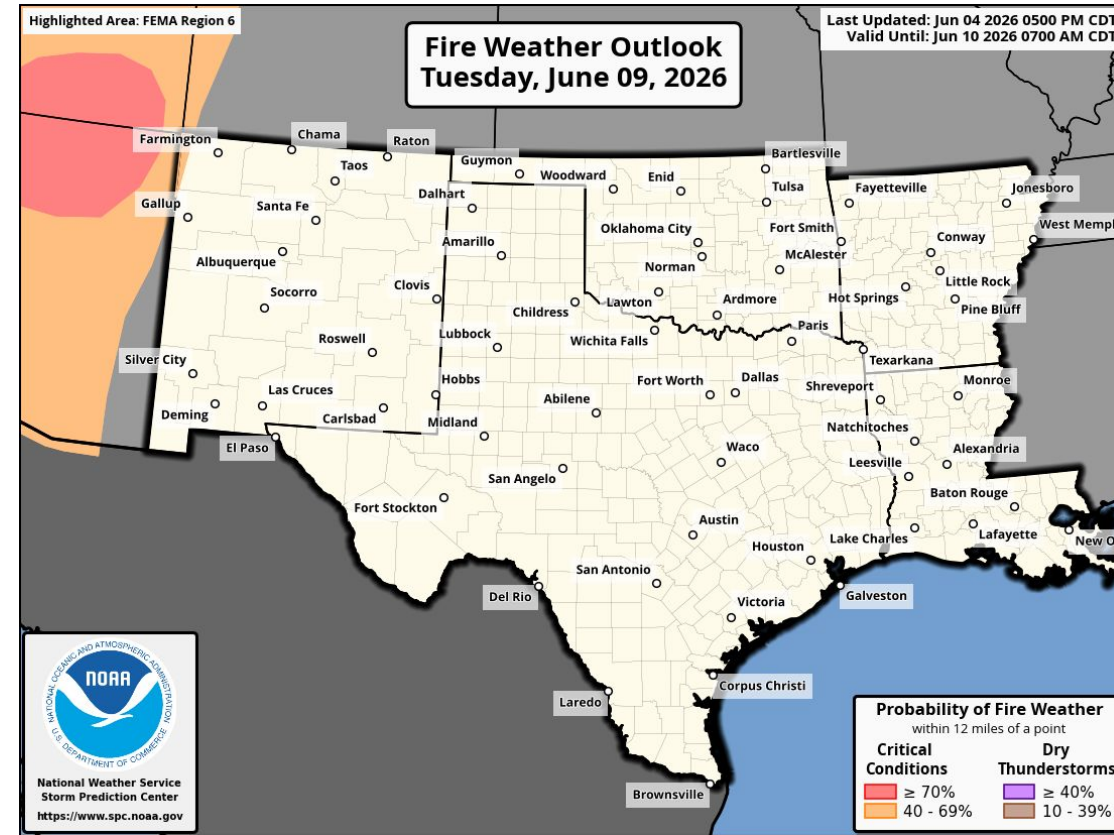 Highlighted Area: FEMA Region 6
Fire Weather Outlook
Tuesday, June 09, 2026
Last Updated: Jun 04 2026 0500 PM CDT
Valid Until: Jun 10 2026 0700 AM CDT
Farmington
Chama
Raton
Taos
Gallup
Santa Fe
Albuquerque
Socorro
Clovis
Roswell
Silver City
Las Cruces
Hobbs
Deming
Carlsbad
El Paso
Guymon
Woodward
Enid
Bartlesville
Tulsa
Dalhart
Amarillo
Oklahoma City
Norman
Fort Smith
McAlester
Childress
Lawton
Ardmore
Lubbock
Wichita Falls
Paris
Fayetteville
Jonesboro
West Memp
Conway
Little Rock
Hot Springs
Pine Bluff
Texarkana
Fort Worth
Dallas
Shreveport
Monroe
Abilene
Midland
Natchitoches
Waco
Alexandria
San Angelo
Leesville
Fort Stockton
Baton Rouge
Austin
Lake Charles
Lafayette
New O
Houston
San Antonio
Del Rio
Galveston
Victoria
Laredo
Corpus Christi
Brownsville
NATIONAL OCEANIC AND ATMOSPHERIC ADMINISTRATION
NOAA
U.S. DEPARTMENT OF COMMERCE
National Weather Service
Storm Prediction Center
https://www.spc.noaa.gov
Probability of Fire Weather
within 12 miles of a point
Critical Conditions
≥ 70%
40 - 69%
Dry Thunderstorms
≥ 40%
10 - 39%